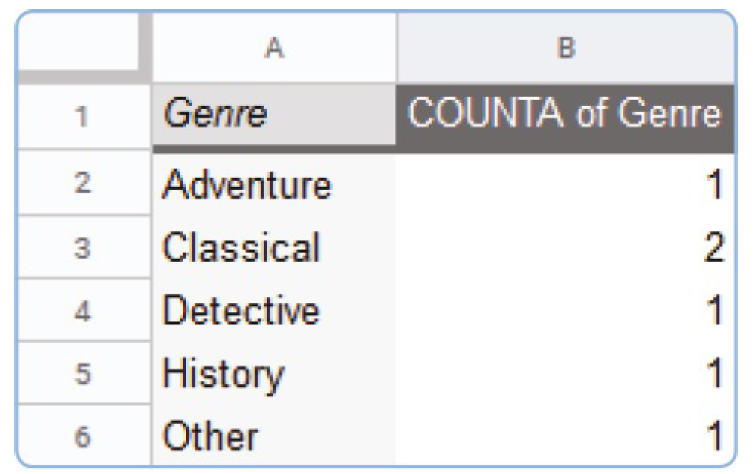 A B
1 Genre COUNTA of Genre
2 Adventure 1
3 Classical 2
4 Detective 1
5 History 1
6 Other 1